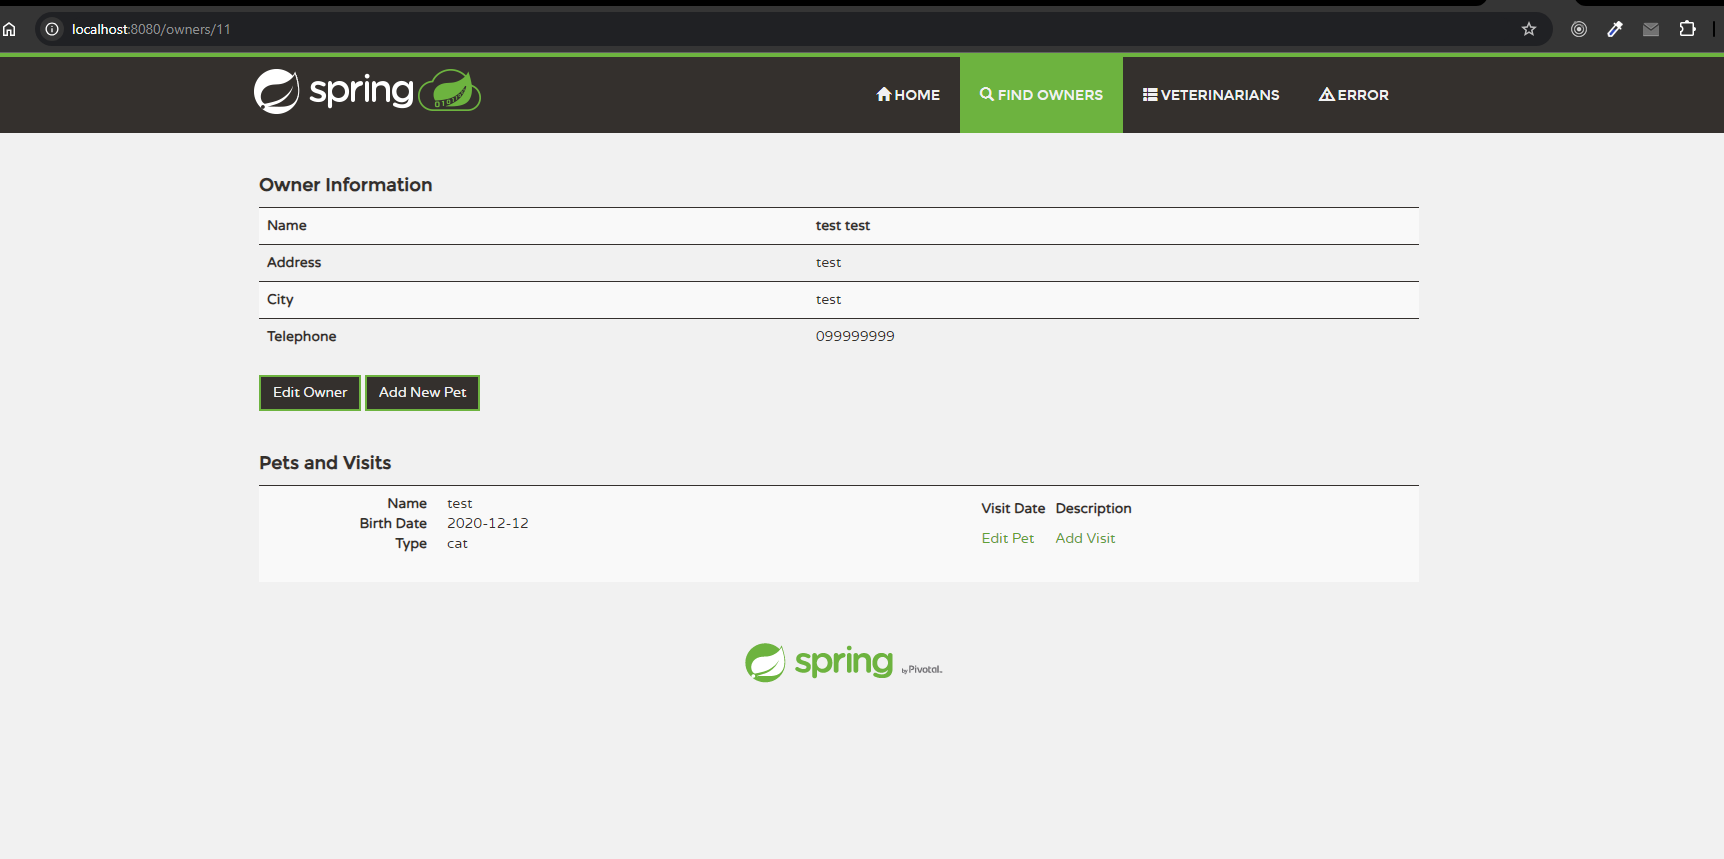 localhost:8080/owners/11
spring
HOME
FIND OWNERS
VETERINARIANS
ERROR
Owner Information
Name test test
Address test
City test
Telephone 099999999
Edit Owner Add New Pet
Pets and Visits
Name test
Birth Date 2020-12-12
Type cat
Visit Date Description
Edit Pet Add Visit
spring by Pivotal.